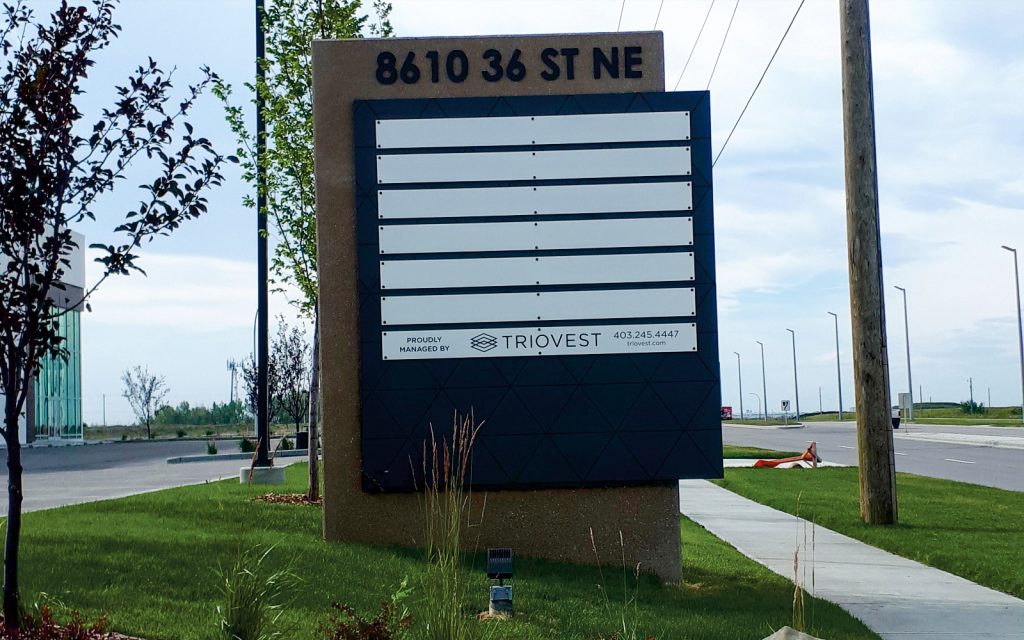 8610 36 ST NE
PROUDLY
MANAGED BY
TRIOVEST
403.245.4447
triovest.com